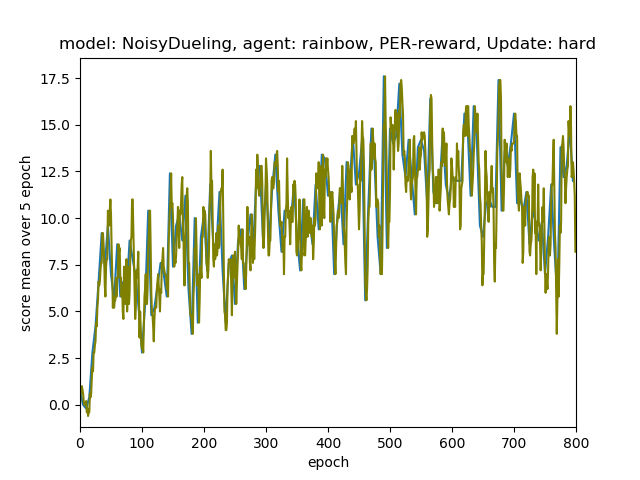 model: NoisyDueling, agent: rainbow, PER-reward, Update: hard
17.5
15.0
12.5
10.0
7.5
5.0
2.5
0.0
score mean over 5 epoch
0 100 200 300 400 500 600 700 800
epoch